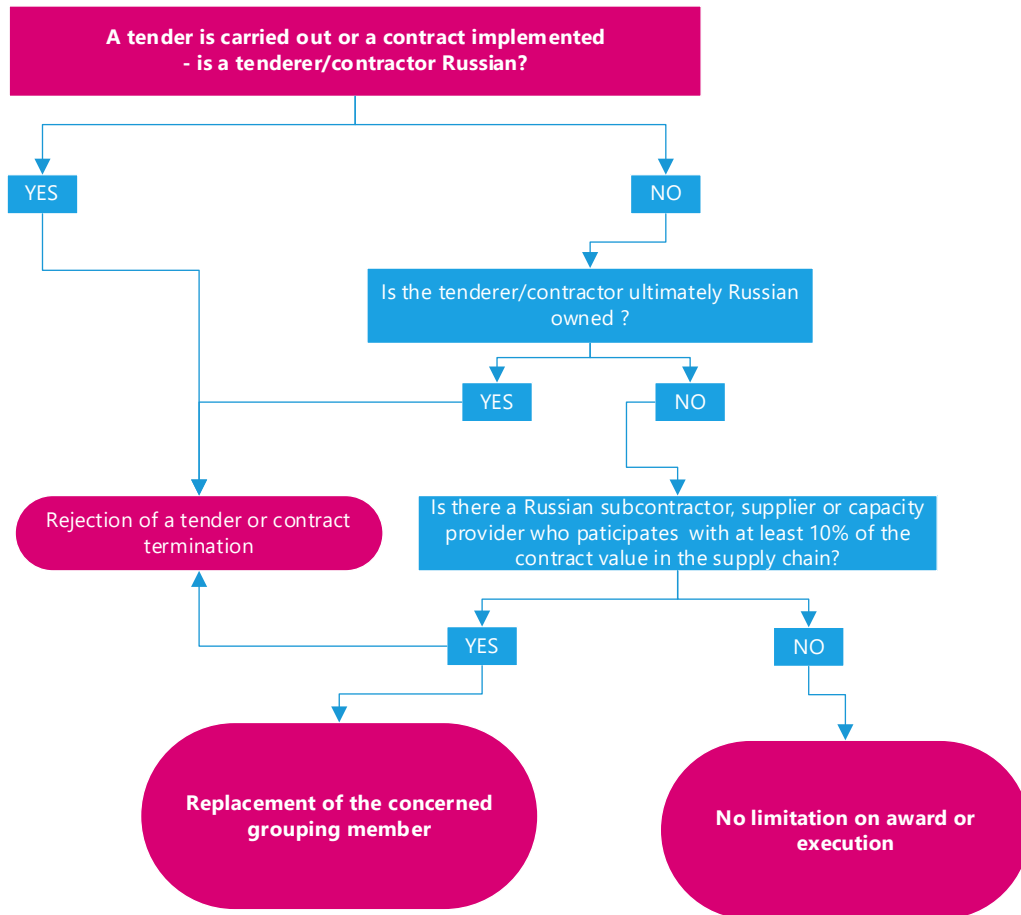 A tender is carried out or a contract implemented
- is a tenderer/contractor Russian?
YES
NO
Is the tenderer/contractor ultimately Russian
owned ?
YES
NO
Rejection of a tender or contract
termination
Is there a Russian subcontractor, supplier or capacity
provider who paticipates with at least 10% of the
contract value in the supply chain?
YES
NO
Replacement of the concerned
grouping member
No limitation on award or
execution